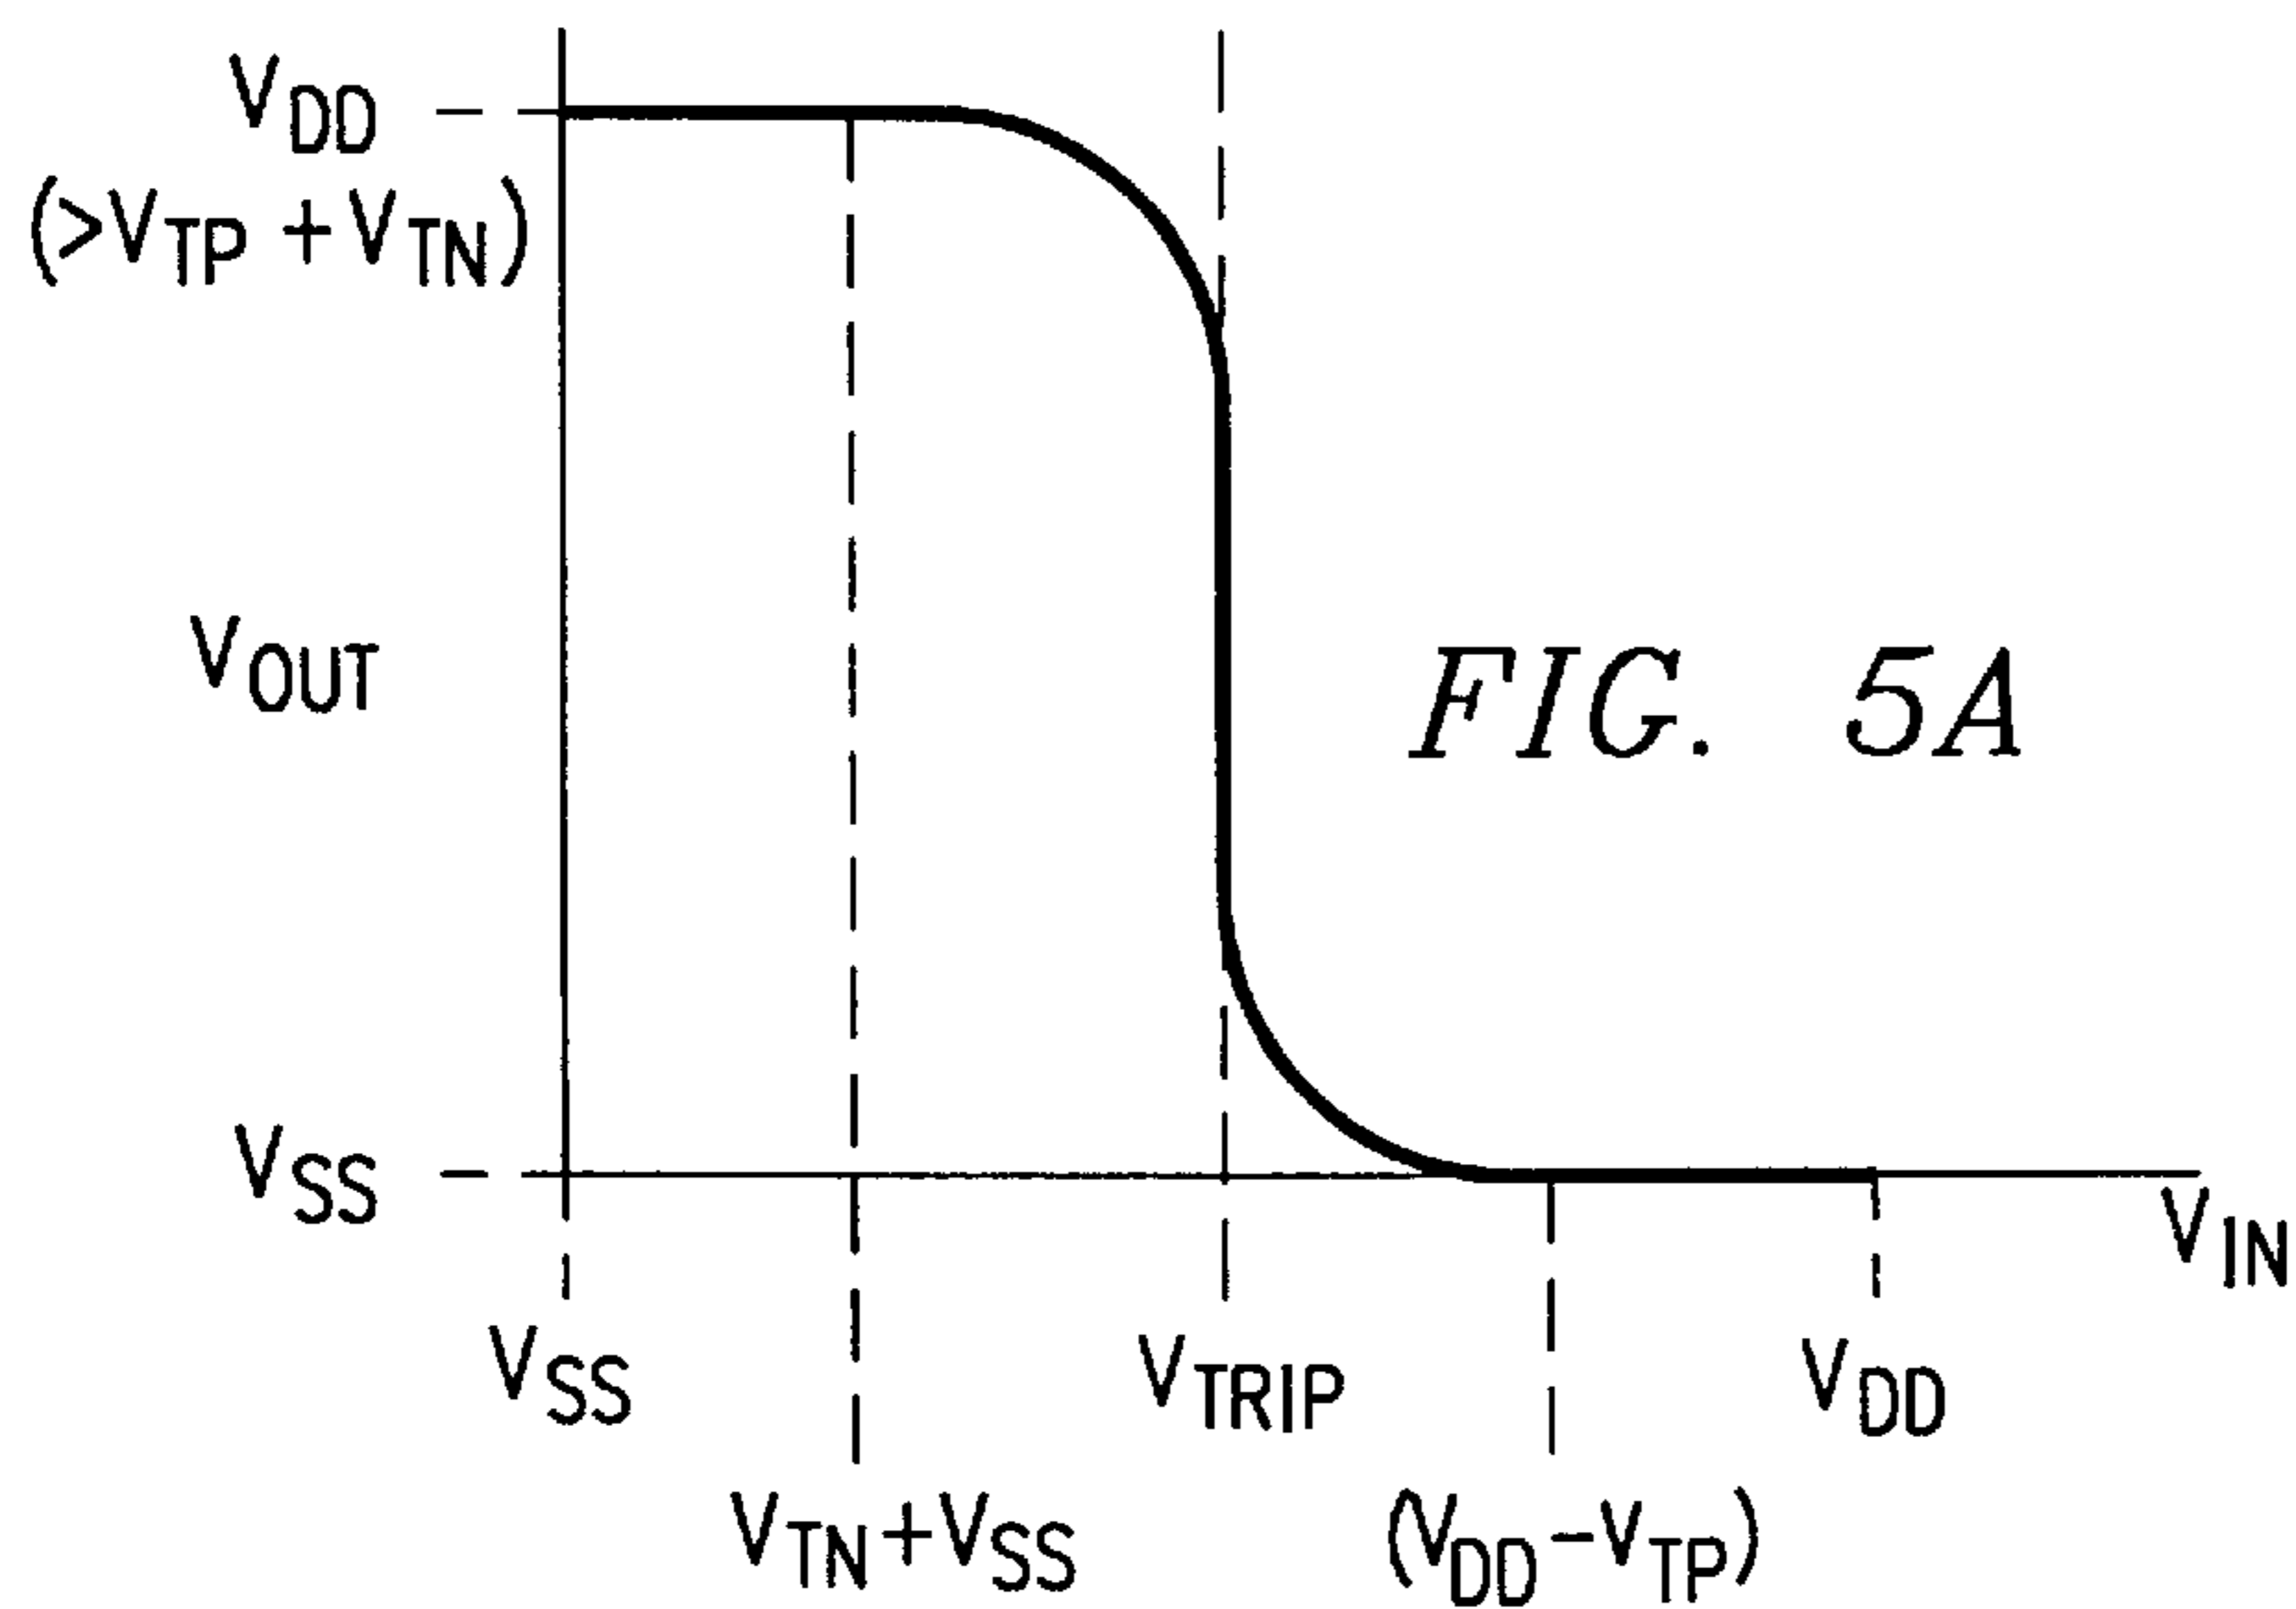 VDD
(>VTP + VTN)
VOUT
FIG. 5A
VSS
VIN
VSS
VTRIP
VDD
VTN+VSS
(VDD-VTP)